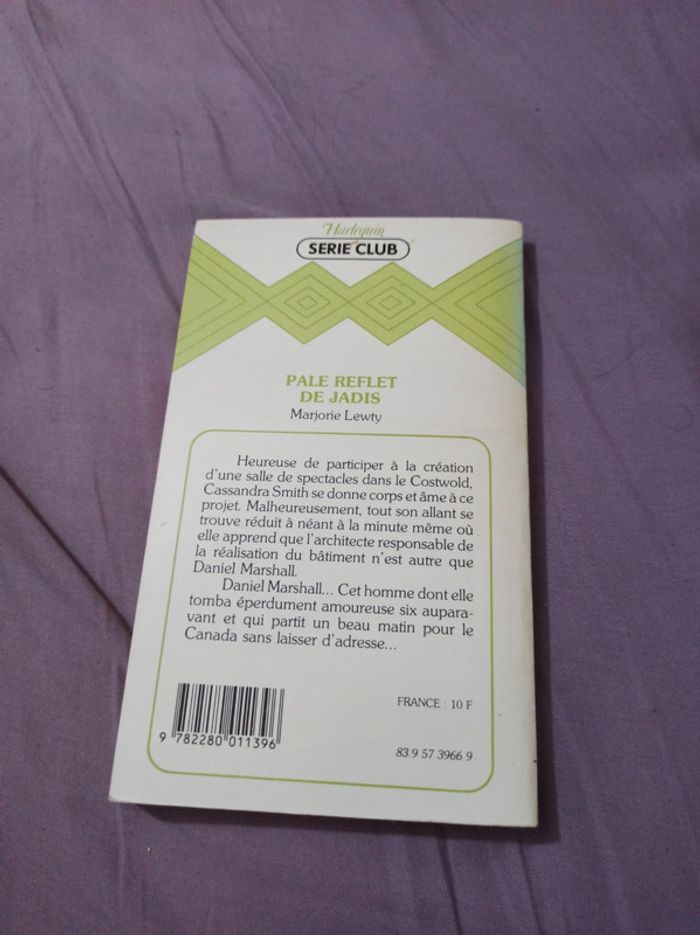 Harlequin
SERIE CLUB
PALE REFLET
DE JADIS
Marjorie Lewty
Heureuse de participer à la création
d'une salle de spectacles dans le Costwold,
Cassandra Smith se donne corps et âme à ce
projet. Malheureusement, tout son allant se
trouve réduit à néant à la minute même où
elle apprend que l'architecte responsable de
la réalisation du bâtiment n'est autre que
Daniel Marshall.
Daniel Marshall... Cet homme dont elle
tomba éperdument amoureuse six aupara-
vant et qui partit un beau matin pour le
Canada sans laisser d'adresse...
FRANCE : 10 F
9 782280 011396
83.9 57 3966 9